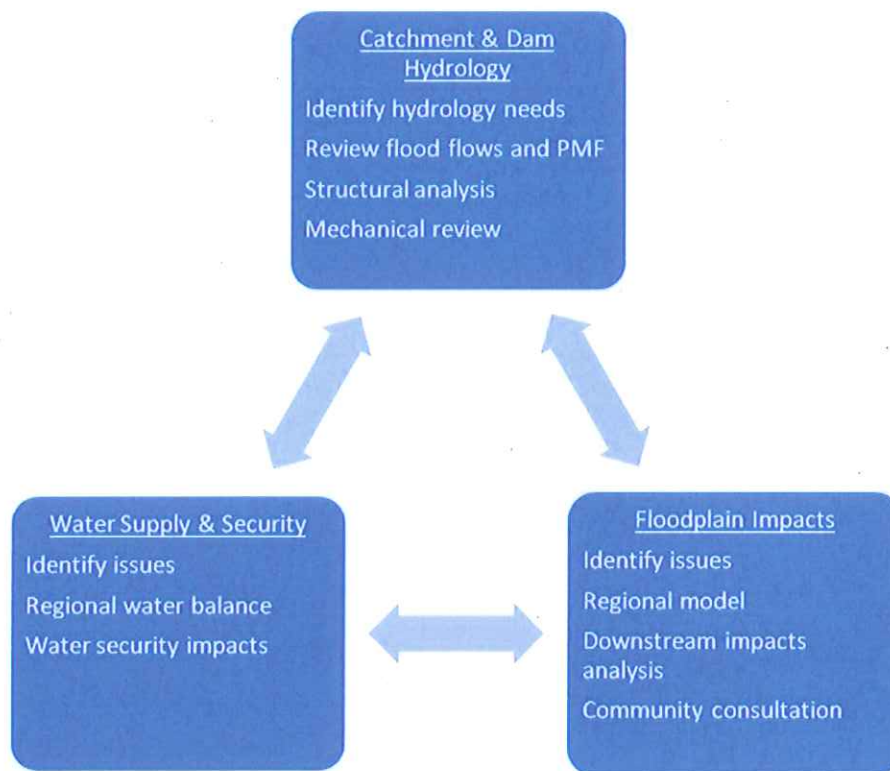 Catchment & Dam
Hydrology
Identify hydrology needs
Review flood flows and PMF
Structural analysis
Mechanical review
Water Supply & Security
Identify issues
Regional water balance
Water security impacts
Floodplain Impacts
Identify issues
Regional model
Downstream impacts
analysis
Community consultation